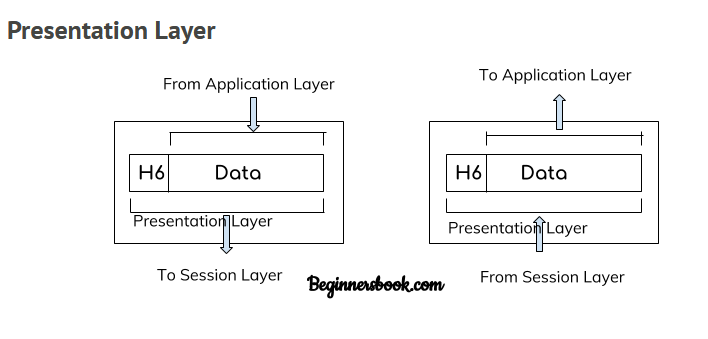 Presentation Layer
From Application Layer
H6 Data
Presentation Layer
To Session Layer
To Application Layer
H6 Data
Presentation Layer
From Session Layer
Beginnersbook.com